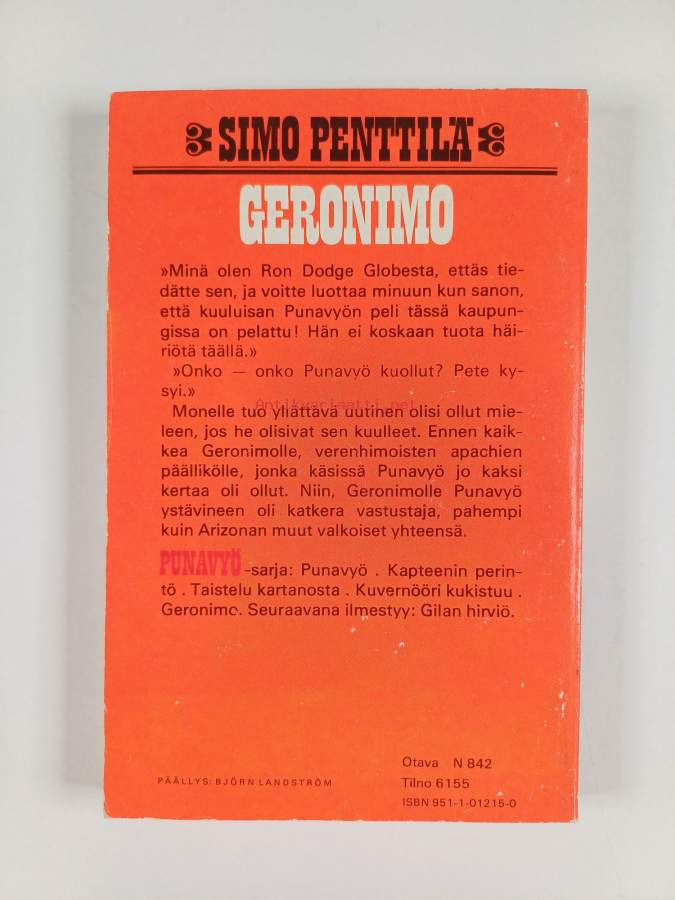 SIMO PENTTILÄ
GERONIMO
»Minä olen Ron Dodge Globesta, ettäs tie-
dätte sen, ja voitte luottaa minuun kun sanon,
että kuuluisan Punavyön peli tässä kaupun-
gissa on pelattu! Hän ei koskaan tuota häi-
riötä täällä.»
»Onko — onko Punavyö kuollut? Pete ky-
syi.»
Antikvariaatti.net
Monelle tuo yllättävä uutinen olisi ollut mie-
leen, jos he olisivat sen kuulleet. Ennen kaik-
kea Geronimolle, verenhimoisten apachien
päällikölle, jonka käsissä Punavyö jo kaksi
kertaa oli ollut. Niin, Geronimolle Punavyö
ystävineen oli katkera vastustaja, pahempi
kuin Arizonan muut valkoiset yhteensä.
PUNAVYÖ-sarja: Punavyö . Kapteenin perin-
tö . Taistelu kartanosta . Kuvernööri kukistuu .
Geronimo. Seuraavana ilmestyy: Gilan hirviö.
Otava N 842
PÄÄLLYS: BJÖRN LANDSTRÖM
Tilno 6155
ISBN 951-1-01215-0